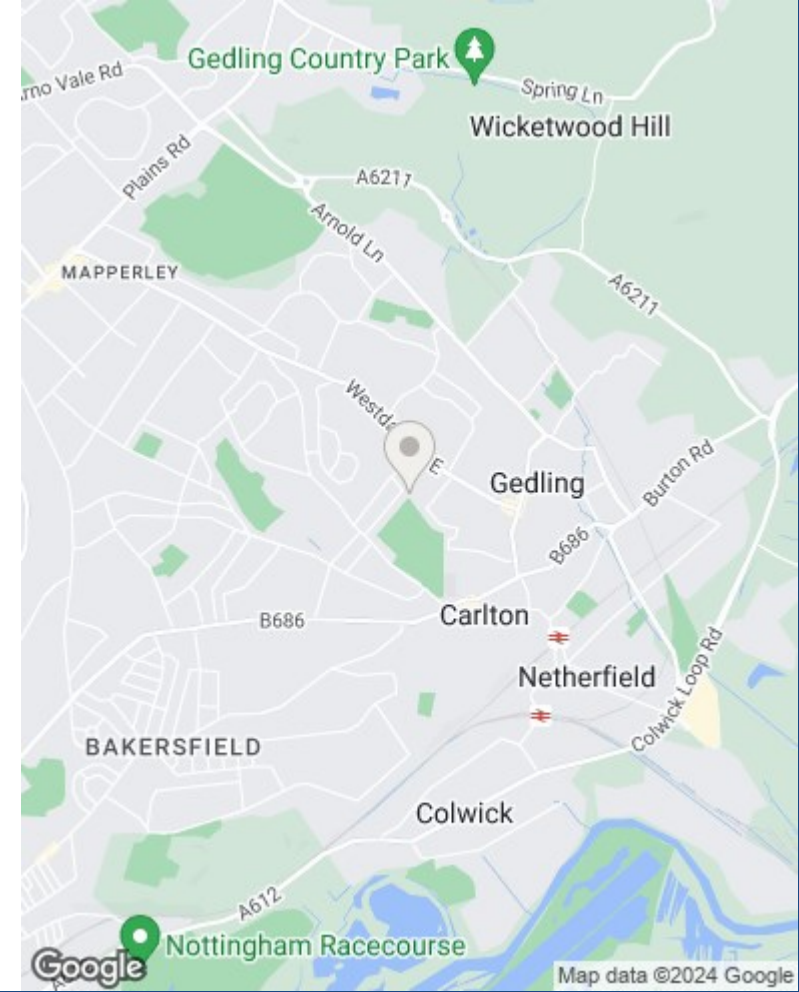 Gedling Country Park
rno Vale Rd
Spring Ln
Wicketwood Hill
Plains Rd
A6211
Arnold Ln
MAPPERLEY
A6211
Westda
E
Gedling
Burton Rd
B686
B686
Carlton
Netherfield
Colwick Loop Rd
BAKERSFIELD
Colwick
A612
Nottingham Racecourse
Google
Map data ©2024 Google